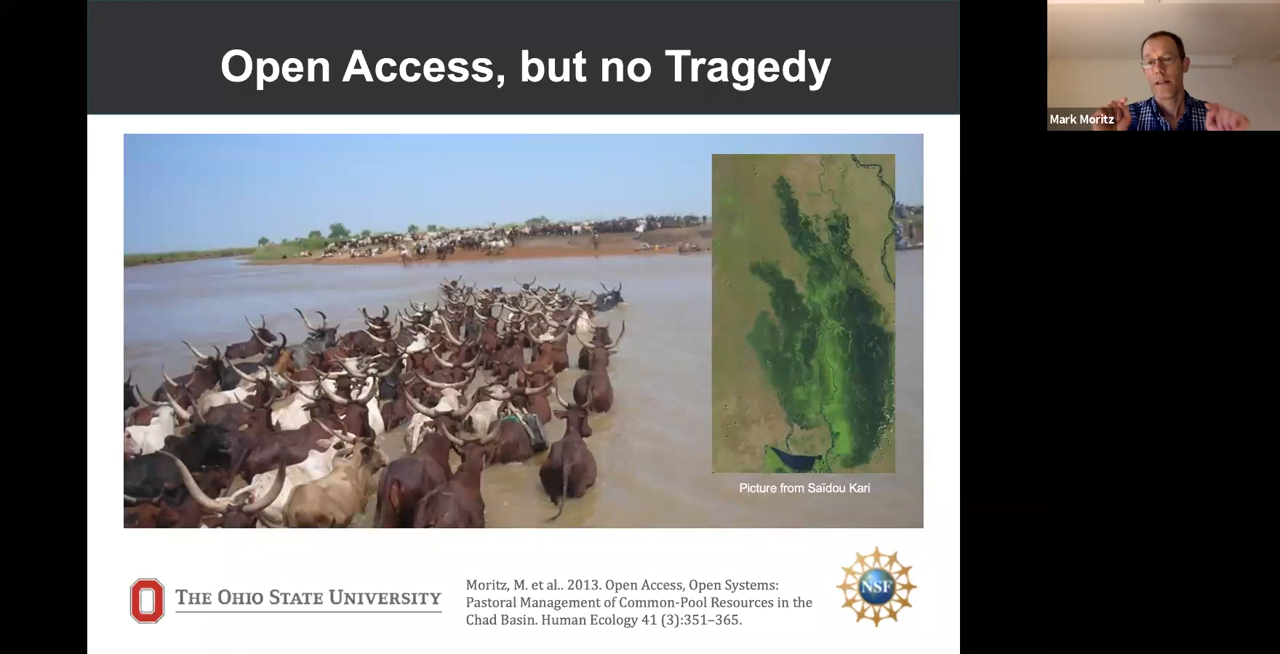 Open Access, but no Tragedy
Mark Moritz
Picture from Saïdou Kari
THE OHIO STATE UNIVERSITY
Moritz, M. et al.. 2013. Open Access, Open Systems:
Pastoral Management of Common-Pool Resources in the
Chad Basin. Human Ecology 41 (3):351–365.
NSF